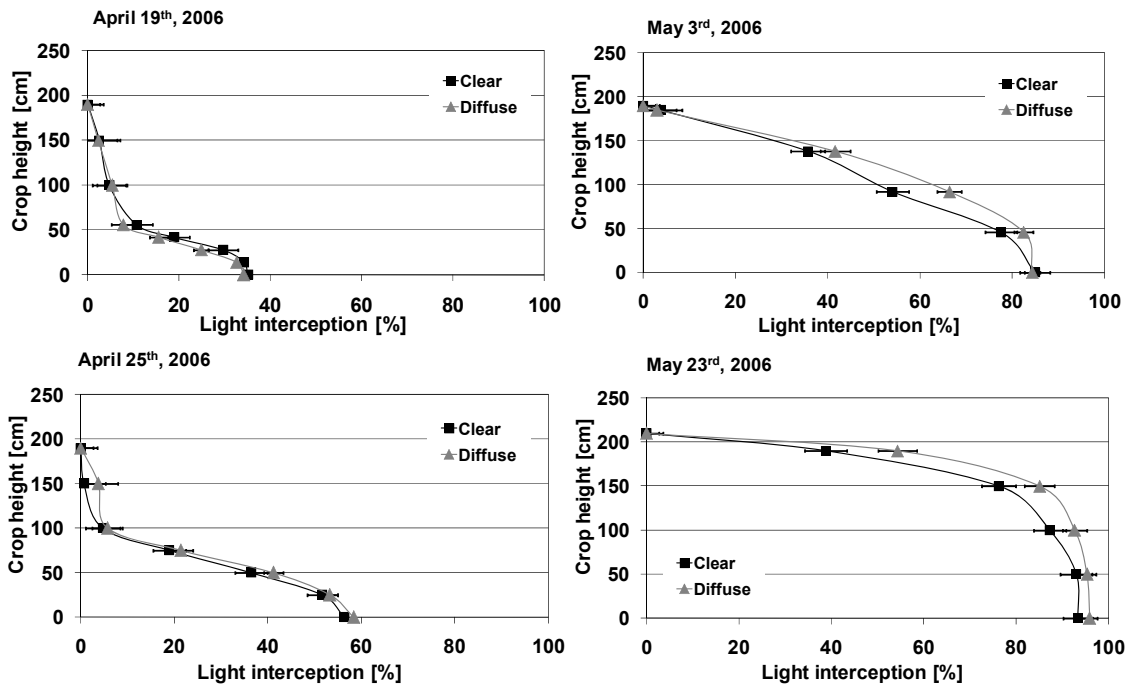 April 19th, 2006
250
200
150
100
50
0
Crop height [cm]
Clear
Diffuse
0 20 40 60 80 100
Light interception [%]
May 3rd, 2006
250
200
150
100
50
0
Crop height [cm]
Clear
Diffuse
0 20 40 60 80 100
Light interception [%]
April 25th, 2006
250
200
150
100
50
0
Crop height [cm]
Clear
Diffuse
0 20 40 60 80 100
Light interception [%]
May 23rd, 2006
250
200
150
100
50
0
Crop height [cm]
Clear
Diffuse
0 20 40 60 80 100
Light interception [%]